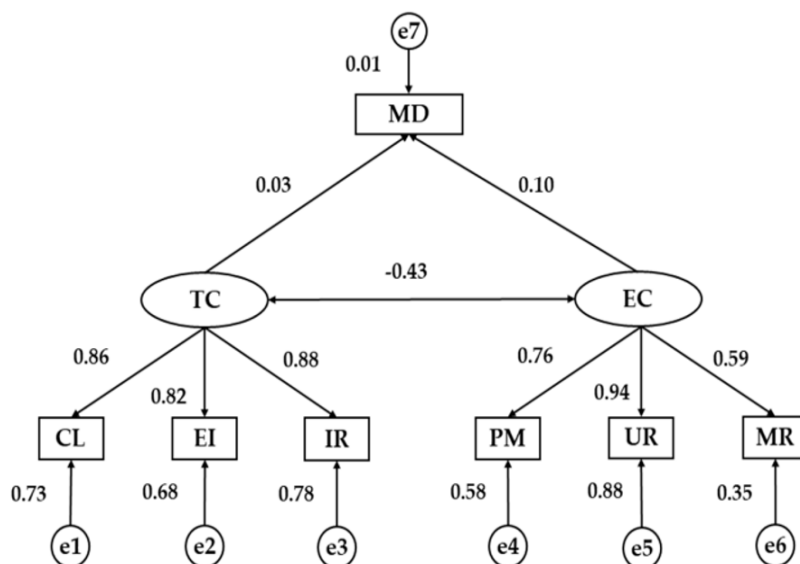 e7
0.01
MD
0.03
0.10
-0.43
TC
EC
0.86
0.82
0.88
0.76
0.94
0.59
CL
EI
IR
PM
UR
MR
0.73
0.68
0.78
0.58
0.88
0.35
e1
e2
e3
e4
e5
e6